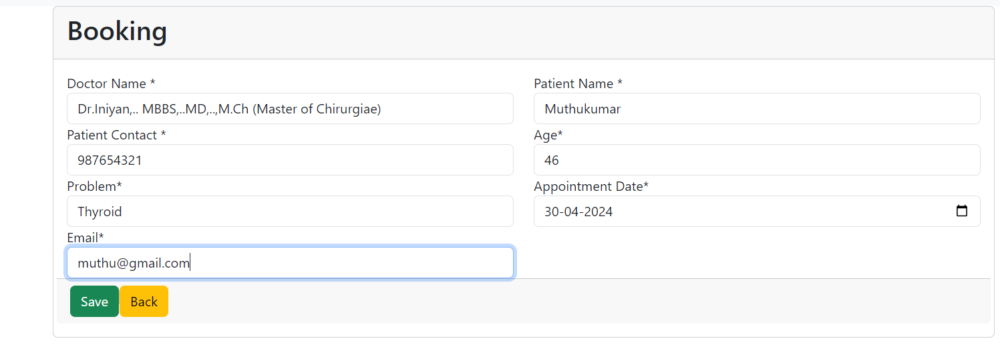 Booking
Doctor Name *
Dr.Iniyan,.. MBBS,..MD,..,M.Ch (Master of Chirurgiae)
Patient Name *
Muthukumar
Patient Contact *
987654321
Age*
46
Problem*
Thyroid
Appointment Date*
30-04-2024
Email*
muthu@gmail.com
Save
Back